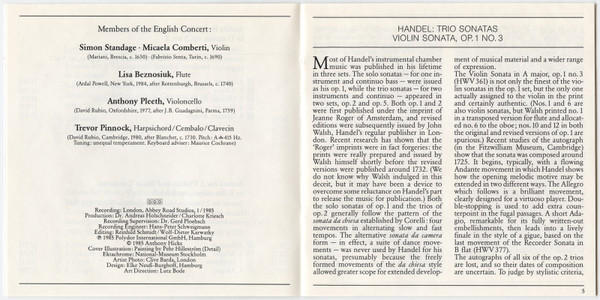 Members of the English Concert:
Simon Standage · Micaela Comberti, Violin
(Mariani, Brescia, c. 1650) · (Fabrizio Senta, Turin, c. 1690)
Lisa Beznosiuk, Flute
(Ardal Powell, New York, 1984, after Rottenburgh, Brussels, c. 1740)
Anthony Pleeth, Violoncello
(David Rubio, Oxfordshire, 1977, after J. B. Guadagnini, Parma, 1759)
Trevor Pinnock, Harpsichord/Cembalo/Clavecin
(David Rubio, Cambridge, 1980, after Blanchet, c. 1730. Pitch: A=415 Hz.
Tuning: unequal temperament. Keyboard adviser: Maurice Cochrane)
DDD
Recording: London, Abbey Road Studios, 1/1985
Production: Dr. Andreas Holschneider/Charlotte Kriesch
Recording Supervision: Dr. Gerd Ploebsch
Recording Engineer: Hans-Peter Schweigmann
Editing: Reinhild Schmidt/Wolf-Dieter Karwatky
℗ 1985 Polydor International GmbH, Hamburg
© 1985 Anthony Hicks
Cover Illustration: Painting by Pehr Hilleström (Detail)
Ektachrome: National-Museum Stockholm
Artist Photo: Clive Barda, London
Design: Elke Neuß-Burghoff, Hamburg
Art Direction: Lutz Bode
HANDEL: TRIO SONATAS
VIOLIN SONATA, OP. 1 NO. 3
Most of Handel's instrumental chamber
music was published in his lifetime
in three sets. The solo sonatas – for one in-
strument and continuo bass – were issued
as his op. 1, while the trio sonatas – for two
instruments and continuo – appeared in
two sets, op. 2 and op. 5. Both op. 1 and 2
were first published under the imprint of
Jeanne Roger of Amsterdam, and revised
editions were subsequently issued by John
Walsh, Handel's regular publisher in Lon-
don. Recent research has shown that the
'Roger' imprints were in fact forgeries: the
prints were really prepared and issued by
Walsh himself shortly before the revised
versions were published around 1732. (We
do not know why Walsh indulged in this
deceit, but it may have been a device to
overcome some reluctance on Handel's part
to release the music for publication.) Both
the solo sonatas of op. 1 and the trios of
op. 2 generally follow the pattern of the
sonata da chiesa established by Corelli: four
movements in alternating slow and fast
tempos. The alternative sonata da camera
form – in effect, a suite of dance move-
ments – was never used by Handel for his
sonatas, presumably because the freely
formed movements of the da chiesa style
allowed greater scope for extended develop-
ment of musical material and a wider range
of expression.
The Violin Sonata in A major, op. 1 no. 3
(HWV 361) is not only the finest of the vio-
lin sonatas in the op. 1 set, but the only one
actually assigned to the violin in the print
and certainly authentic. (Nos. 1 and 6 are
also violin sonatas, but Walsh printed no. 1
in a transposed version for flute and allocat-
ed no. 6 to the oboe; nos. 10 and 12 in both
the original and revised versions of op. 1 are
spurious.) Recent studies of the autograph
(in the Fitzwilliam Museum, Cambridge)
show that the sonata was composed around
1725. It begins, typically, with a flowing
Andante movement in which Handel shows
how the opening melodic motive may be
extended in two different ways. The Allegro
which follows is a brilliant movement,
clearly designed for a virtuoso player. Dou-
ble-stopping is used to add extra coun-
terpoint in the fugal passages. A short Ada-
gio, remarkable for its fully written-out
embellishments, then leads into a lively
finale in the style of a gigue, based on the
last movement of the Recorder Sonata in
B flat (HWV 377).
The autographs of all six of the op. 2 trios
are lost, and so their dates of composition
are uncertain. To judge by stylistic criteria,
5